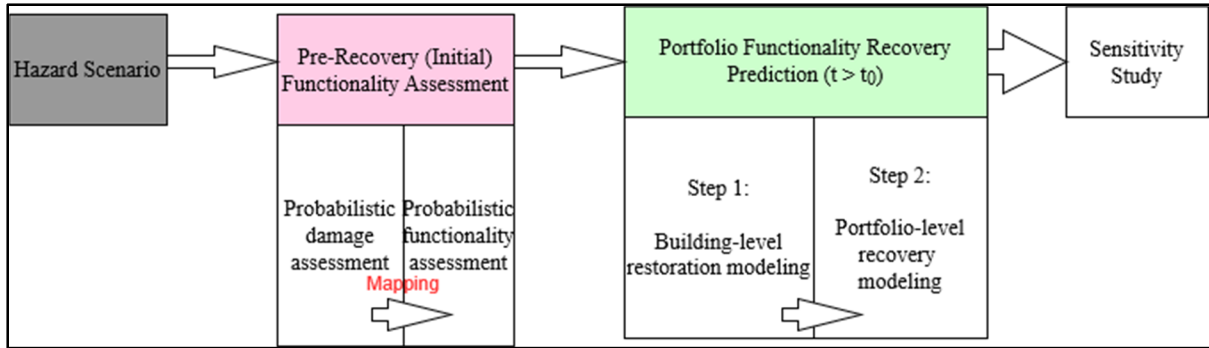 Hazard Scenario
Pre-Recovery (Initial)
Functionality Assessment
Probabilistic
damage
assessment
Probabilistic
functionality
assessment
Mapping
Portfolio Functionality Recovery
Prediction (t > t₀)
Step 1:
Building-level
restoration modeling
Step 2:
Portfolio-level
recovery
modeling
Sensitivity
Study